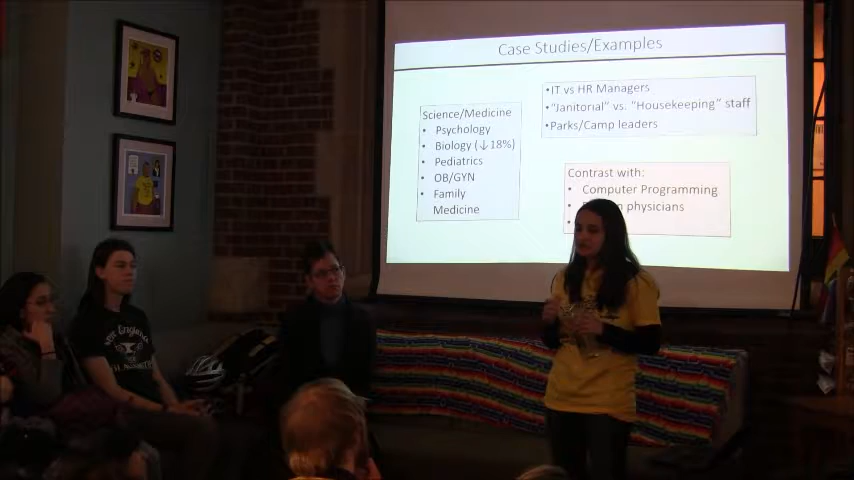 Case Studies/Examples
Science/Medicine
• Psychology
• Biology (↓18%)
• Pediatrics
• OB/GYN
• Family
Medicine
•IT vs HR Managers
•"Janitorial" vs. "Housekeeping" staff
•Parks/Camp leaders
Contrast with:
• Computer Programming
• physicians
•